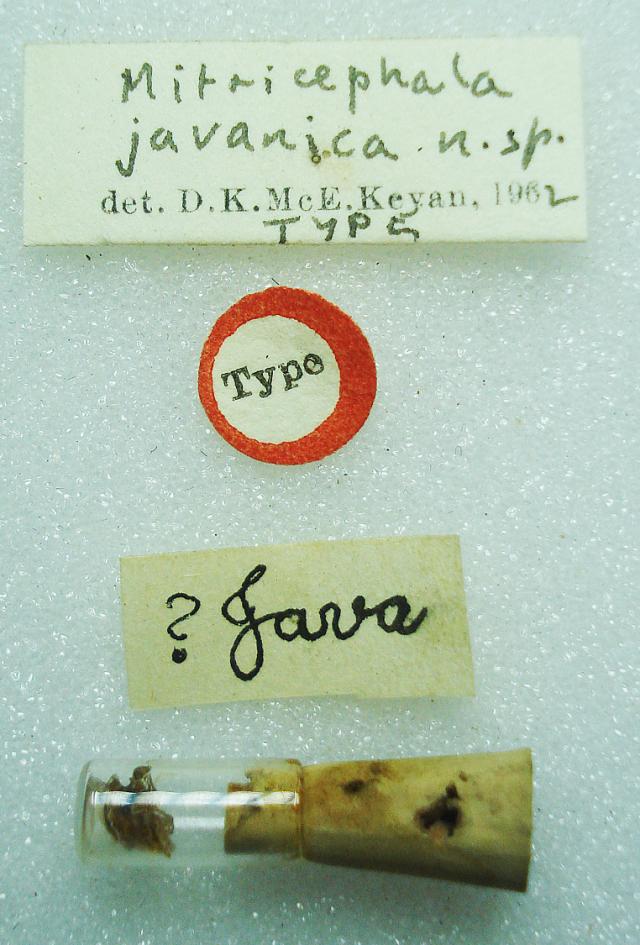 Mitricephala
javanica n.sp.
det. D.K.McE.Keyan, 1962
TYPE
Type
? Java